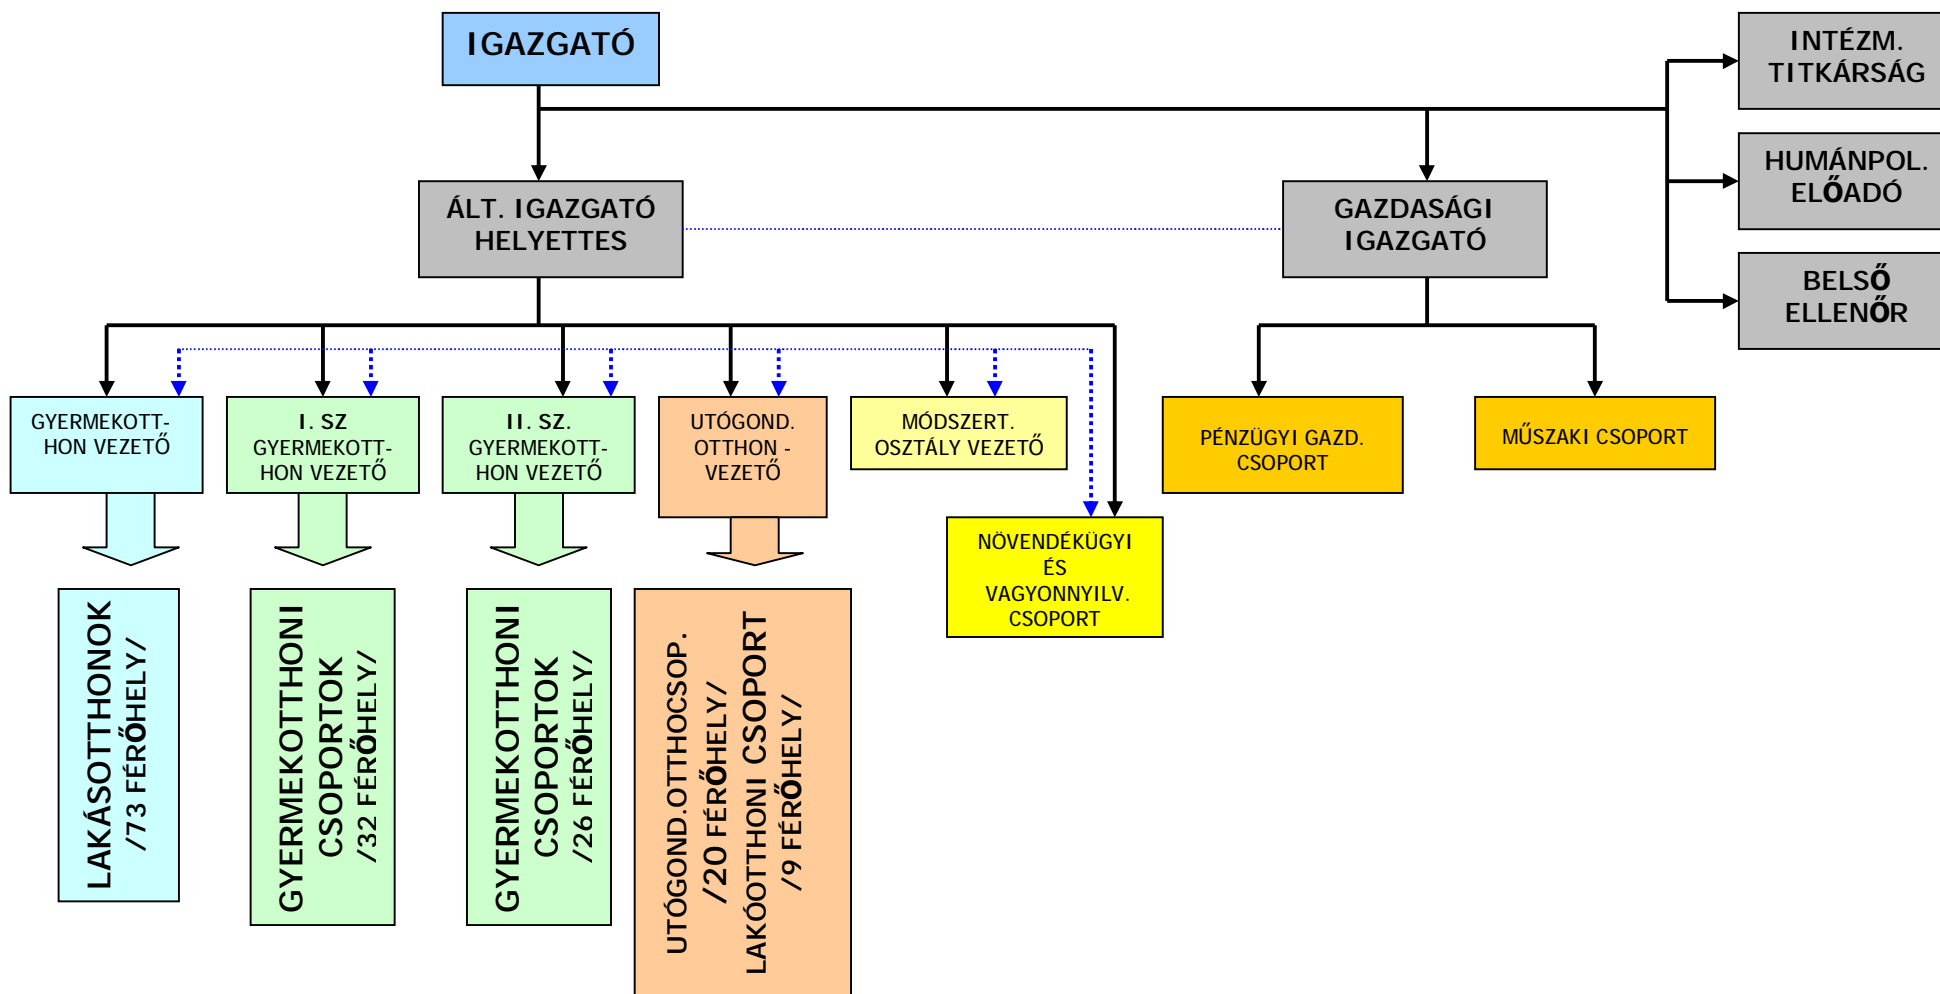 IGAZGATÓ
INTÉZM.
TITKÁRSÁG
HUMÁNPOL.
ELŐADÓ
BELSŐ
ELLENŐR
ÁLT. IGAZGATÓ
HELYETTES
GAZDASÁGI
IGAZGATÓ
GYERMEKOTT-
HON VEZETŐ
I. SZ
GYERMEKOTT-
HON VEZETŐ
II. SZ.
GYERMEKOTT-
HON VEZETŐ
UTÓGOND.
OTTHON -
VEZETŐ
MÓDSZERT.
OSZTÁLY VEZETŐ
PÉNZÜGYI GAZD.
CSOPORT
MŰSZAKI CSOPORT
NÖVENDÉKÜGYI
ÉS
VAGYONNYILV.
CSOPORT
LAKÁSOTTHONOK
/73 FÉRŐHELY/
GYERMEKOTTHONI
CSOPORTOK
/32 FÉRŐHELY/
GYERMEKOTTHONI
CSOPORTOK
/26 FÉRŐHELY/
UTÓGOND.OTTHOCSOP.
/20 FÉRŐHELY/
LAKÓOTTHONI CSOPORT
/9 FÉRŐHELY/